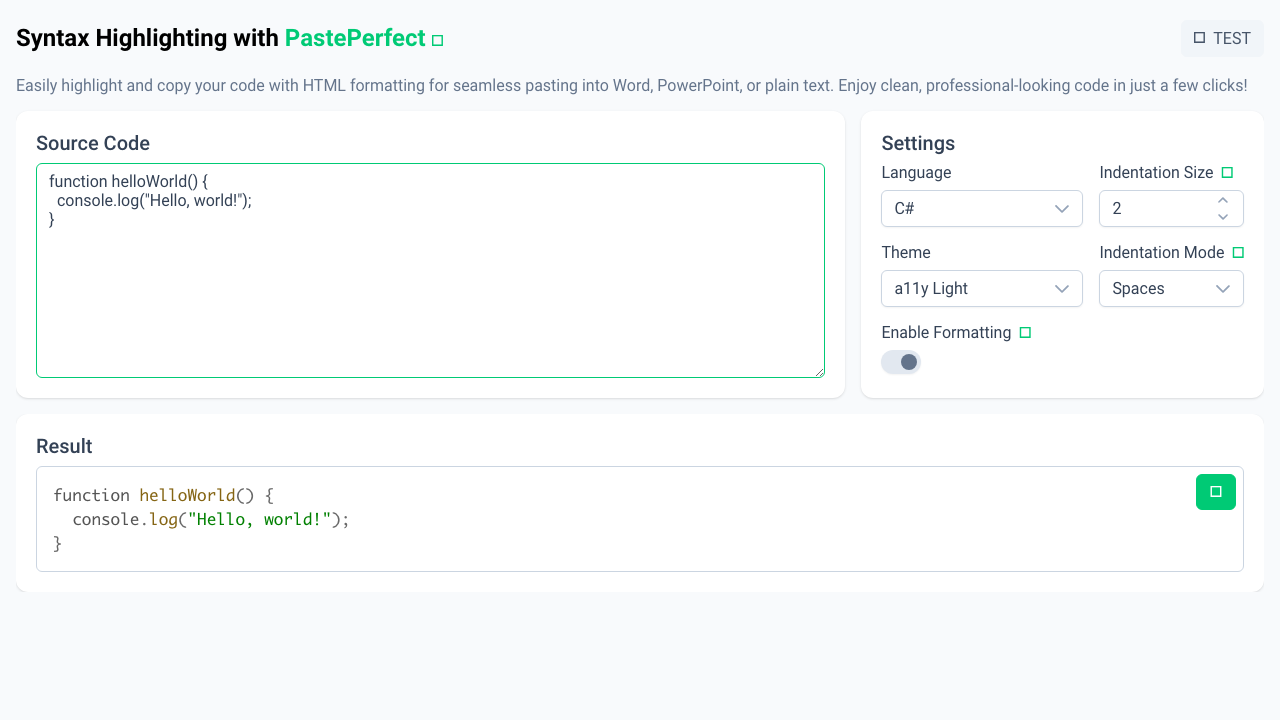 Syntax Highlighting with PastePerfect
TEST
Easily highlight and copy your code with HTML formatting for seamless pasting into Word, PowerPoint, or plain text. Enjoy clean, professional-looking code in just a few clicks!
Source Code
function helloWorld() {
  console.log("Hello, world!");
}
Settings
Language
Indentation Size
C#
2
Theme
Indentation Mode
a11y Light
Spaces
Enable Formatting
Result
function helloWorld() {
  console.log("Hello, world!");
}